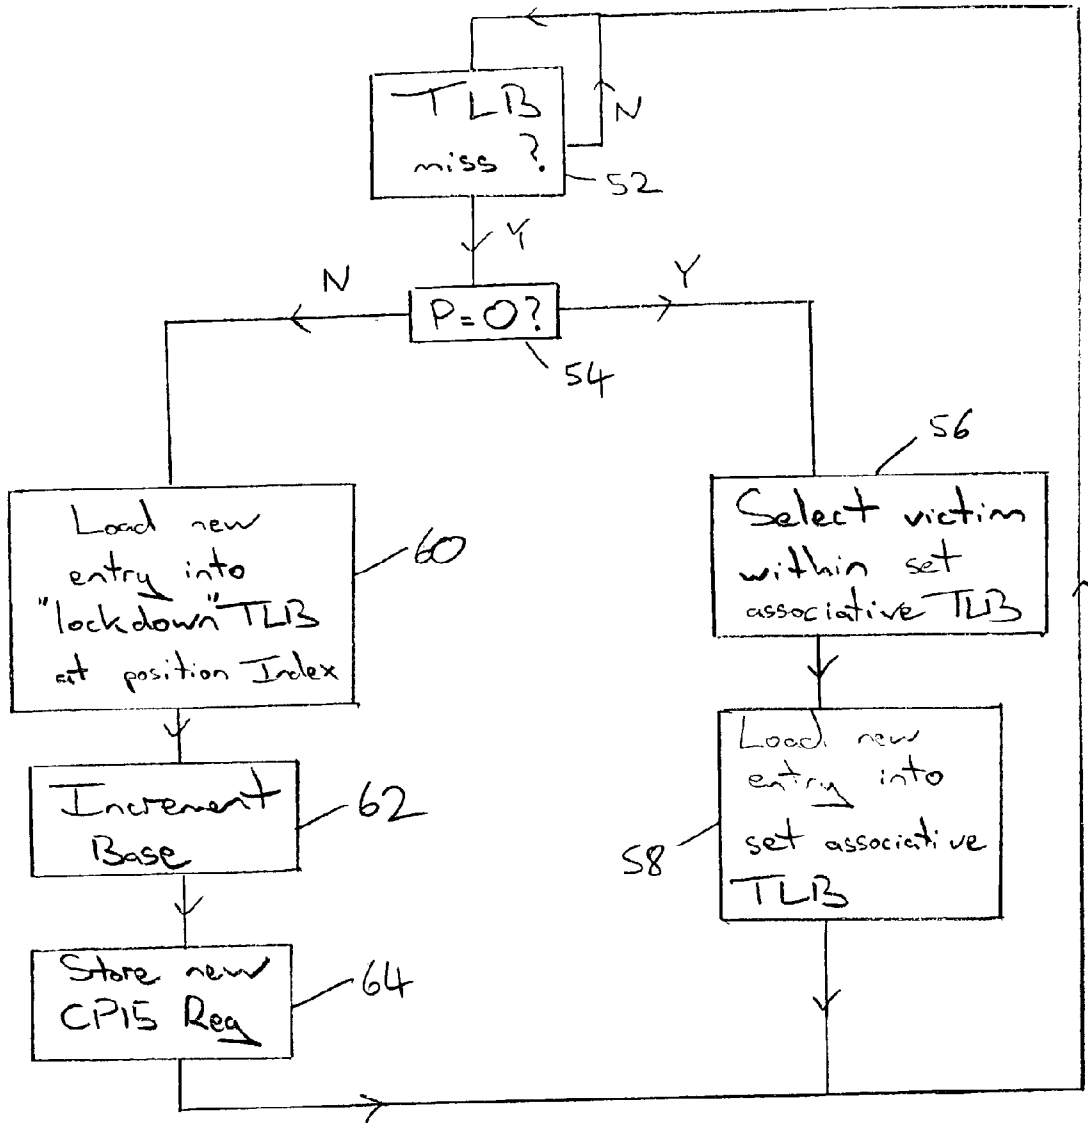 TLB
miss ?
N
52
Y
N
Y
P=0?
54
56
Select victim
within set
associative TLB
Load new
entry into
"lockdown" TLB
at position Index
60
Load new
entry into
set associative
TLB
58
Increment
Base
62
Store new
CP15 Reg
64